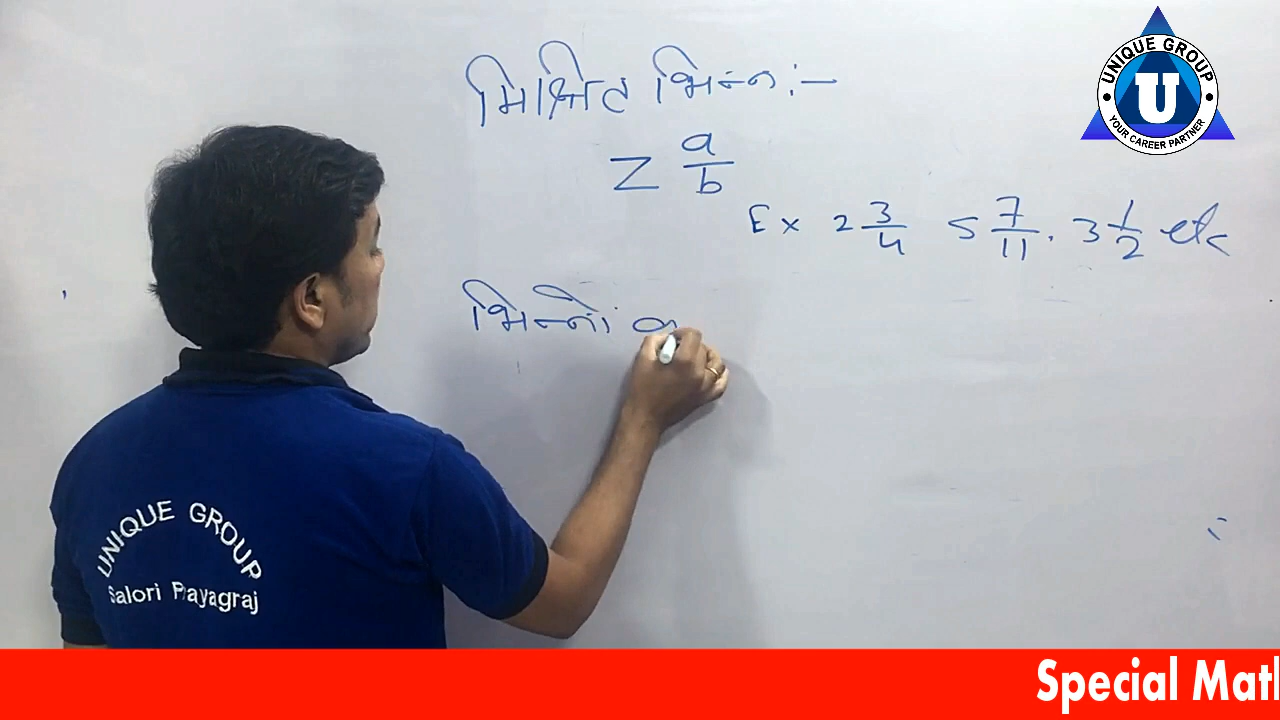 मिश्रित भिन्न :-
Z a/b
Ex 2 3/4 5 7/11, 3 1/2 etc
भिन्नों
UNIQUE GROUP
U
YOUR CAREER PARTNER
UNIQUE GROUP
Salori Prayagraj
Special Mat